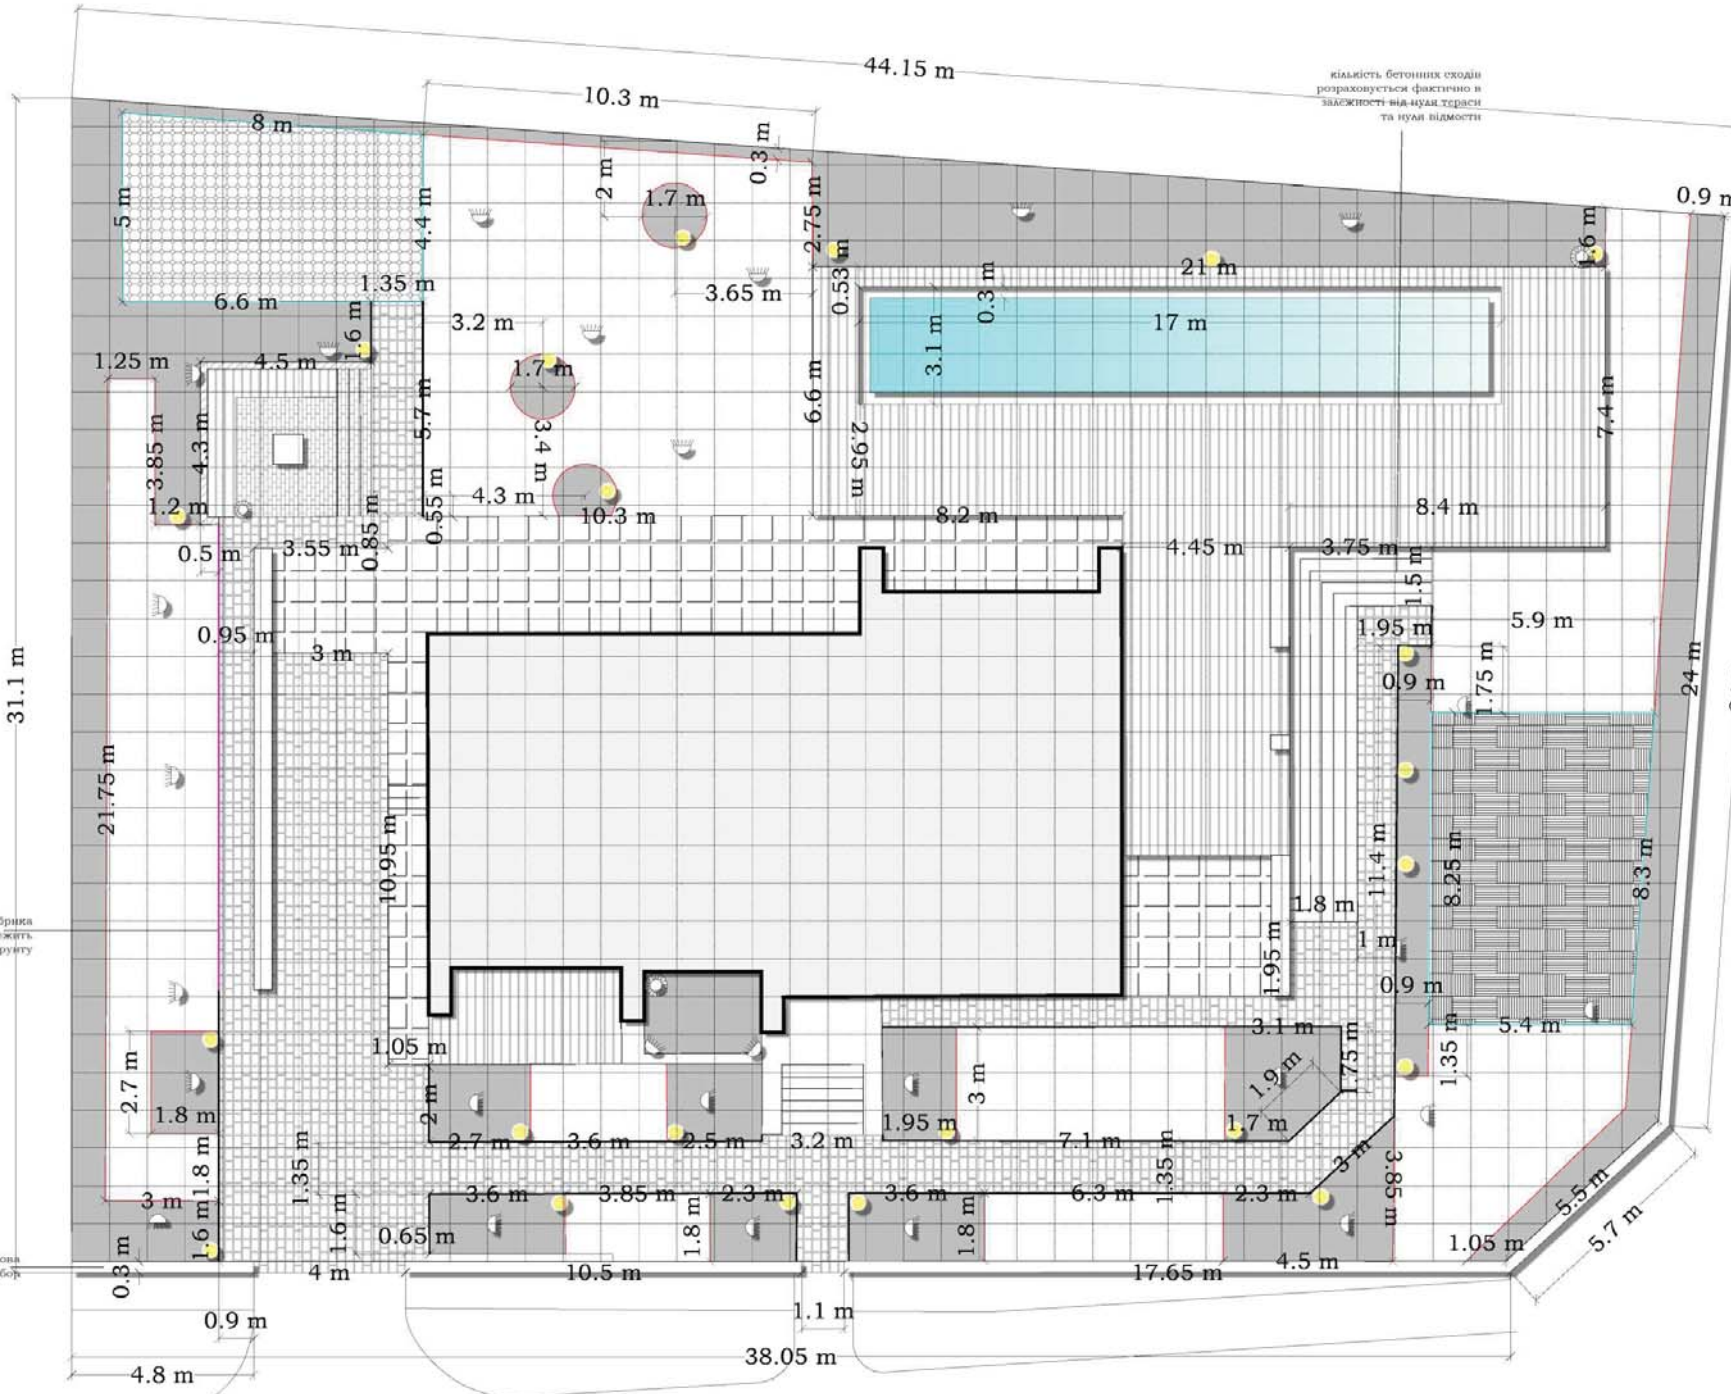 44.15 m
10.3 m
кількість бетонних сходів
розраховується фактично в
залежності від нуля тераси
та нуля відмости
8 m
0.3 m
2 m
1.7 m
0.9 m
5 m
4.4 m
2.75 m
1.6 m
0.53 m
21 m
1.35 m
0.3 m
6.6 m
3.65 m
3.2 m
17 m
1.6 m
3.1 m
1.25 m
4.5 m
1.7 m
6.6 m
7.4 m
5.7 m
3.85 m
4.3 m
3.4 m
2.95 m
1.2 m
0.55 m
4.3 m
10.3 m
8.2 m
8.4 m
0.5 m
3.55 m
0.85 m
4.45 m
3.75 m
1.5 m
0.95 m
3 m
1.95 m
5.9 m
31.1 m
0.9 m
1.75 m
24 m
21.75 m
10.95 m
11.4 m
8.25 m
8.3 m
1.8 m
1 m
1.95 m
0.9 m
5.4 m
3.1 m
1.05 m
1.75 m
1.35 m
2.7 m
1.9 m
3 m
2 m
1.8 m
1.95 m
1.7 m
2.7 m
3.6 m
2.5 m
3.2 m
7.1 m
1.8 m
1.35 m
1.35 m
3 m
3.85 m
3 m
3.6 m
3.85 m
2.3 m
3.6 m
6.3 m
2.3 m
5.5 m
1.6 m
1.6 m
0.65 m
1.8 m
1.8 m
1.05 m
5.7 m
0.3 m
4 m
10.5 m
17.65 m
4.5 m
0.9 m
1.1 m
38.05 m
4.8 m